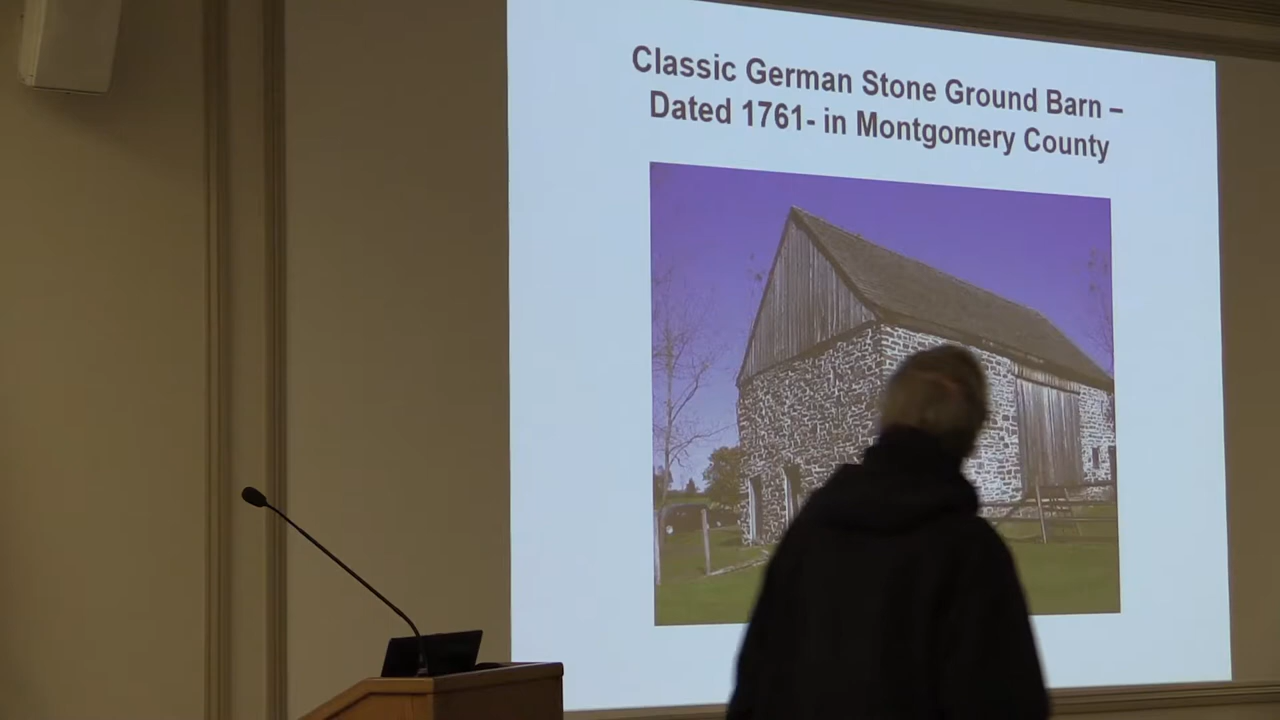 Classic German Stone Ground Barn –
Dated 1761- in Montgomery County